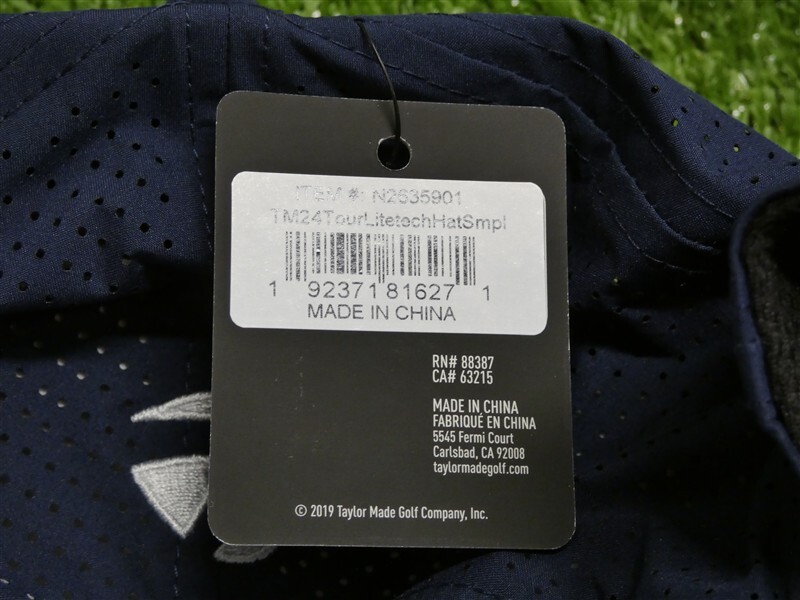 ITEM #: N2635901
TM24TourLitetechHatSmpl
1 92371 81627 1
MADE IN CHINA
RN# 88387
CA# 63215
MADE IN CHINA
FABRIQUÉ EN CHINA
5545 Fermi Court
Carlsbad, CA 92008
taylormadegolf.com
© 2019 Taylor Made Golf Company, Inc.